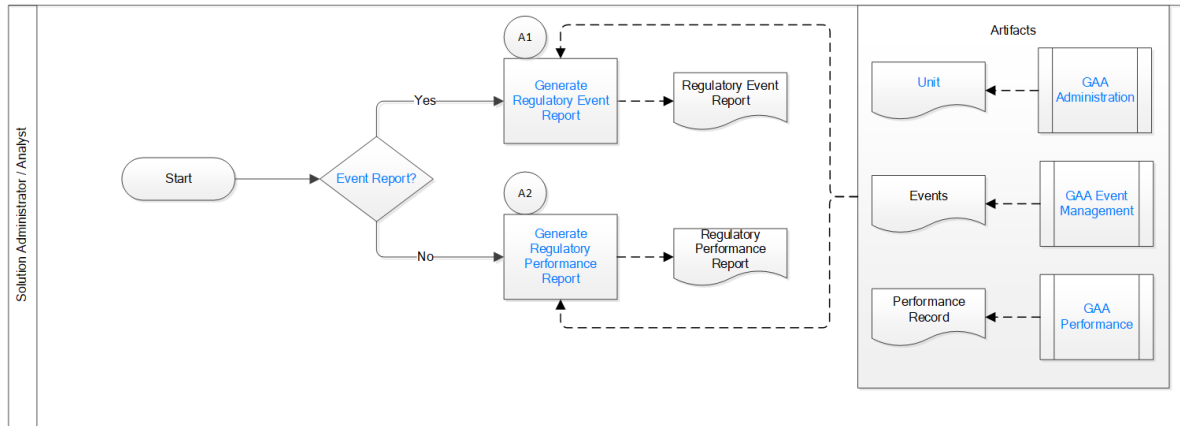 Solution Administrator / Analyst
Start
Event Report?
Yes
No
A1
Generate
Regulatory Event
Report
Regulatory Event
Report
A2
Generate
Regulatory
Performance
Report
Regulatory
Performance
Report
Artifacts
Unit
GAA
Administration
Events
GAA Event
Management
Performance
Record
GAA
Performance